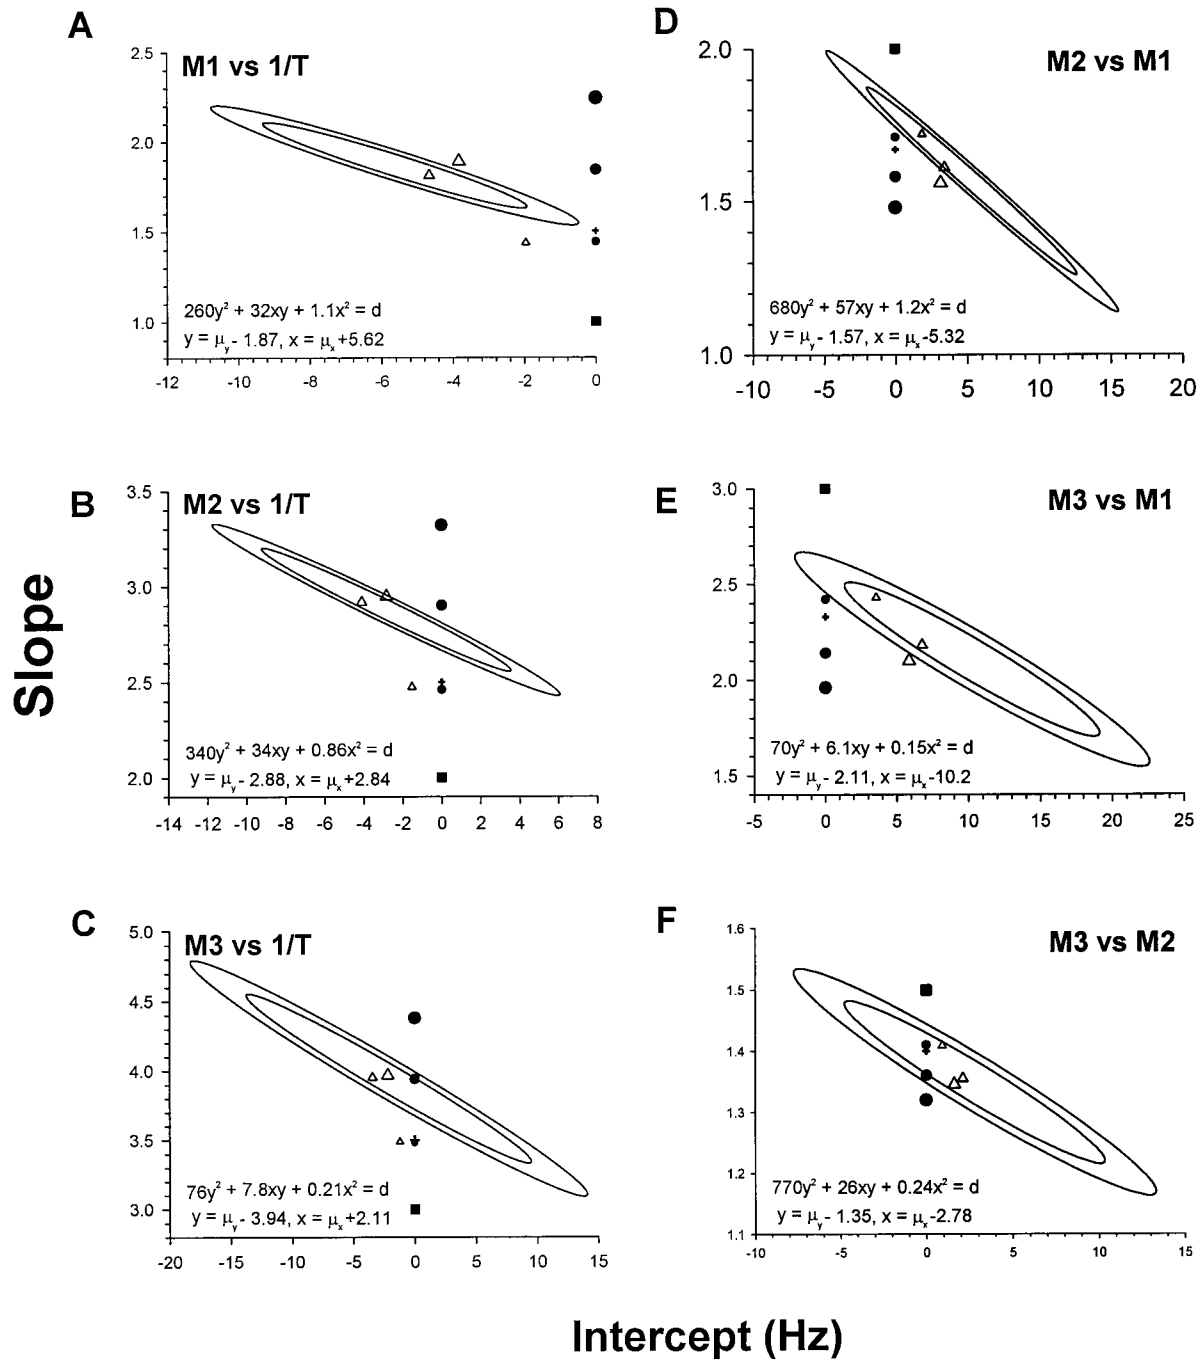 A
M1 vs 1/T
2.5
2.0
1.5
1.0
260y² + 32xy + 1.1x² = d
y = μy - 1.87, x = μx+5.62
-12 -10 -8 -6 -4 -2 0
B
M2 vs 1/T
3.5
3.0
2.5
2.0
340y² + 34xy + 0.86x² = d
y = μy- 2.88, x = μx+2.84
-14 -12 -10 -8 -6 -4 -2 0 2 4 6 8
C
M3 vs 1/T
5.0
4.5
4.0
3.5
3.0
76y² + 7.8xy + 0.21x² = d
y = μy- 3.94, x = μx+2.11
-20 -15 -10 -5 0 5 10 15
D
M2 vs M1
2.0
1.5
1.0
680y² + 57xy + 1.2x² = d
y = μy - 1.57, x = μx-5.32
-10 -5 0 5 10 15 20
E
M3 vs M1
3.0
2.5
2.0
1.5
70y² + 6.1xy + 0.15x² = d
y = μy - 2.11, x = μx-10.2
-5 0 5 10 15 20 25
F
M3 vs M2
1.6
1.5
1.4
1.3
1.2
1.1
770y² + 26xy + 0.24x² = d
y = μy - 1.35, x = μx-2.78
-10 -5 0 5 10 15
Slope
Intercept (Hz)